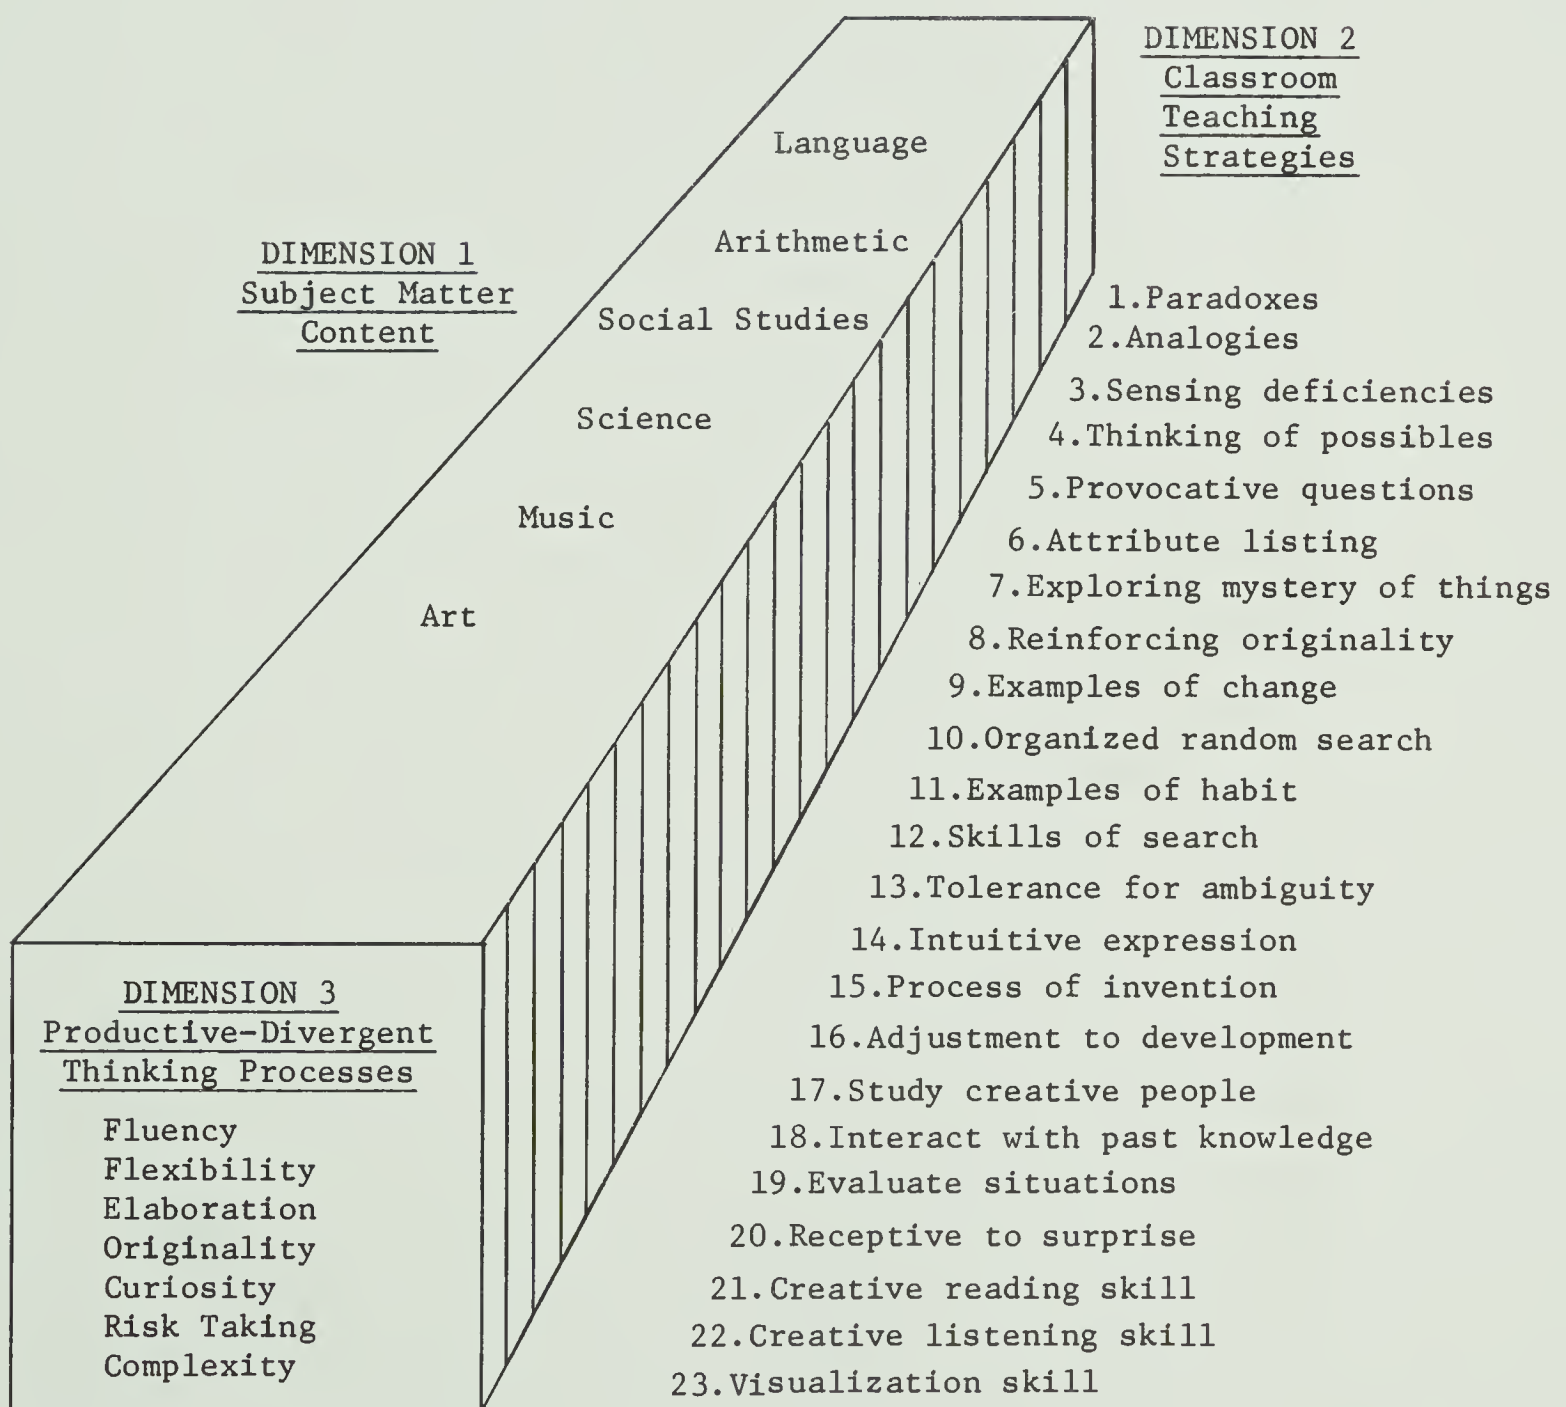 DIMENSION 1
Subject Matter
Content
Language
Arithmetic
Social Studies
Science
Music
Art
DIMENSION 2
Classroom
Teaching
Strategies
1.Paradoxes
2.Analogies
3.Sensing deficiencies
4.Thinking of possibles
5.Provocative questions
6.Attribute listing
7.Exploring mystery of things
8.Reinforcing originality
9.Examples of change
10.Organized random search
11.Examples of habit
12.Skills of search
13.Tolerance for ambiguity
14.Intuitive expression
15.Process of invention
16.Adjustment to development
17.Study creative people
18.Interact with past knowledge
19.Evaluate situations
20.Receptive to surprise
21.Creative reading skill
22.Creative listening skill
23.Visualization skill
DIMENSION 3
Productive-Divergent
Thinking Processes
Fluency
Flexibility
Elaboration
Originality
Curiosity
Risk Taking
Complexity